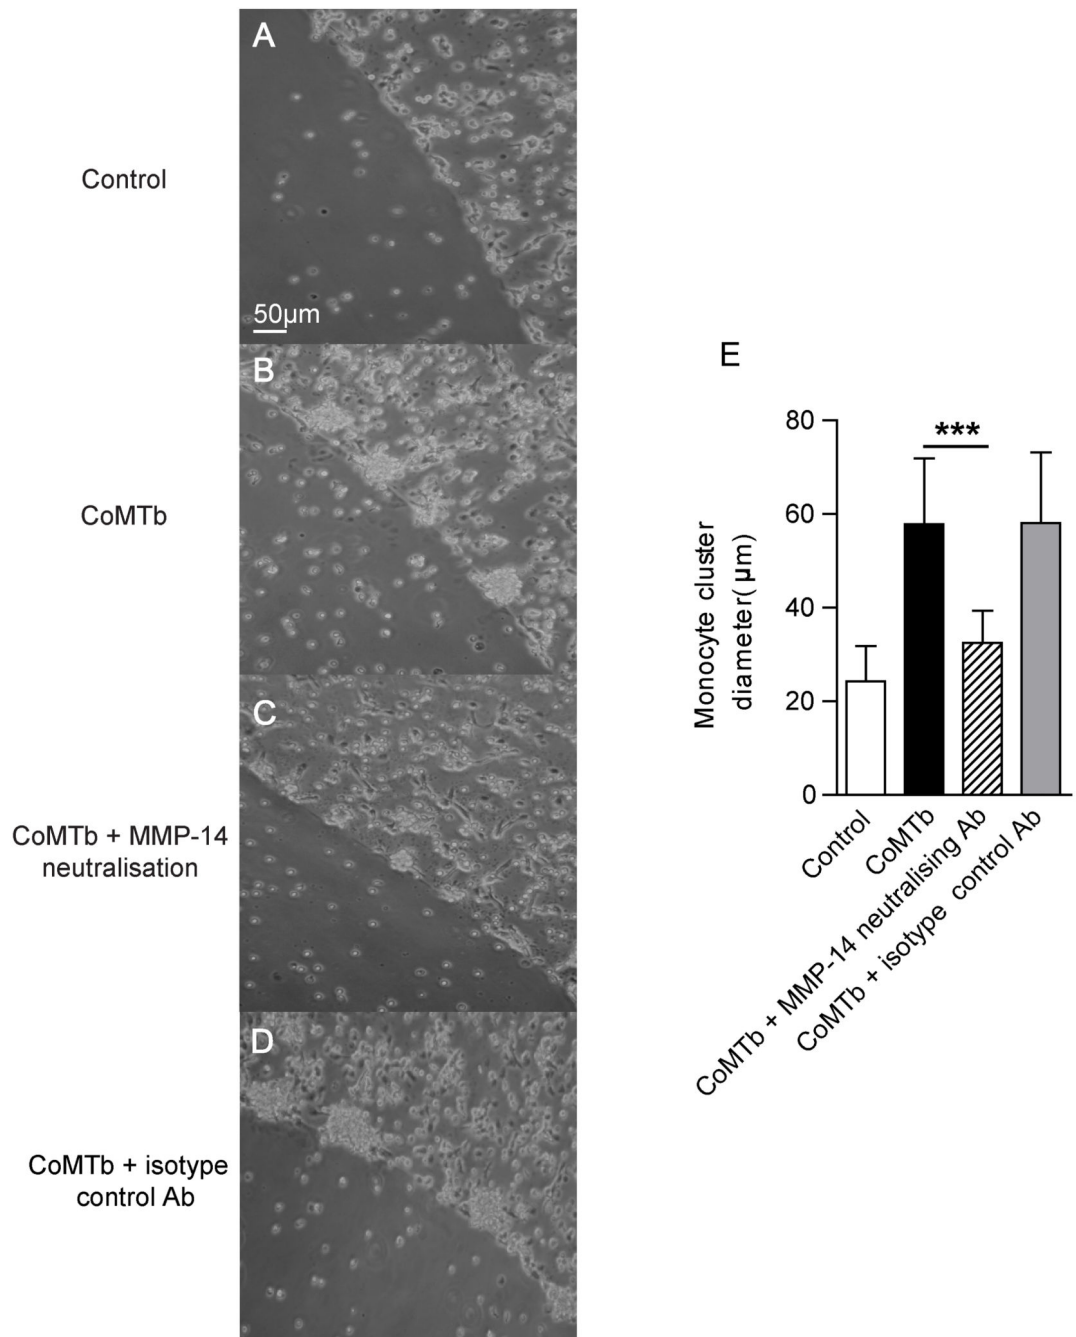 A
Control
50µm
B
CoMTb
C
CoMTb + MMP-14
neutralisation
D
CoMTb + isotype
control Ab
E
80
60
40
20
0
***
Monocyte cluster
diameter( µm)
Control
CoMTb
CoMTb + MMP-14 neutralising Ab
CoMTb + isotype control Ab